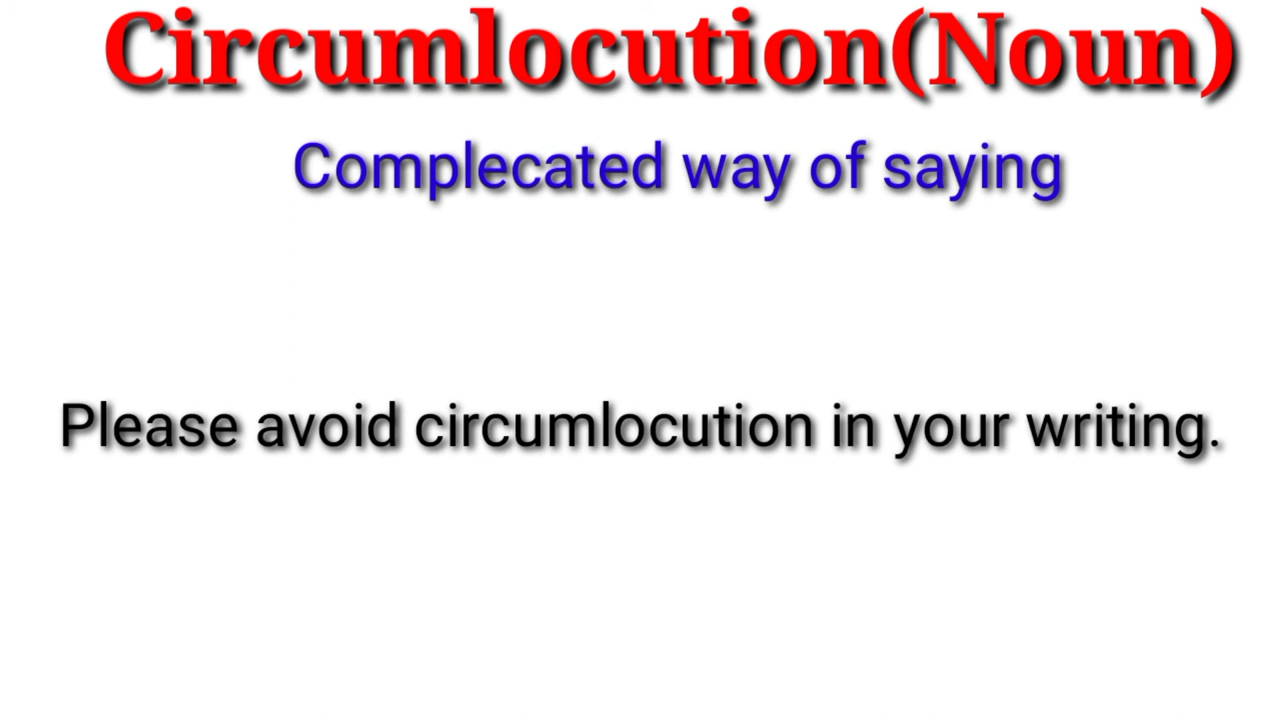 Circumlocution(Noun)
Complecated way of saying
Please avoid circumlocution in your writing.